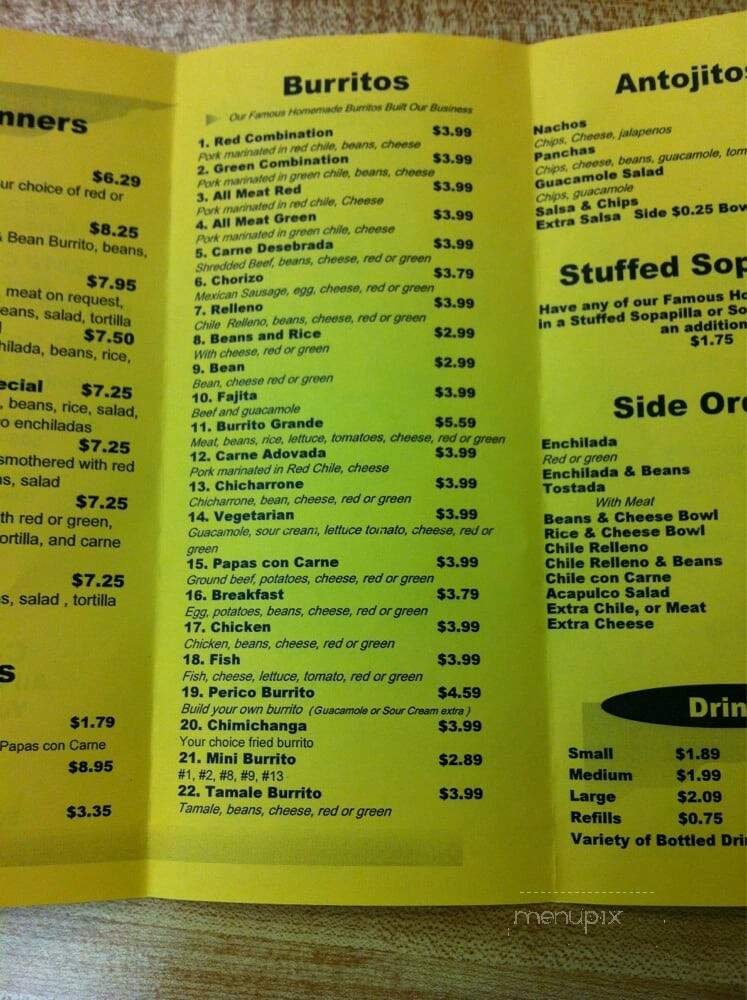 nners
$6.29
ur choice of red or
$8.25
& Bean Burrito, beans,
$7.95
meat on request,
eans, salad, tortilla
$7.50
hilada, beans, rice,
ecial $7.25
, beans, rice, salad,
o enchiladas
$7.25
smothered with red
s, salad
$7.25
th red or green,
ortilla, and carne
$7.25
s, salad , tortilla
s
$1.79
Papas con Carne
$8.95
$3.35
Burritos
Our Famous Homemade Burritos Built Our Business
1. Red Combination $3.99
Pork marinated in red chile, beans, cheese
2. Green Combination $3.99
Pork marinated in green chile, beans, cheese
3. All Meat Red $3.99
Pork marinated in red chile, Cheese
4. All Meat Green $3.99
Pork marinated in green chile, cheese
5. Carne Desebrada $3.99
Shredded Beef, beans, cheese, red or green
6. Chorizo $3.79
Mexican Sausage, egg, cheese, red or green
7. Relleno $3.99
Chile Relleno, beans, cheese, red or green
8. Beans and Rice $2.99
With cheese, red or green
9. Bean $2.99
Bean, cheese red or green
10. Fajita $3.99
Beef and guacamole
11. Burrito Grande $5.59
Meat, beans, rice, lettuce, tomatoes, cheese, red or green
12. Carne Adovada $3.99
Pork marinated in Red Chile, cheese
13. Chicharrone $3.99
Chicharrone, bean, cheese, red or green
14. Vegetarian $3.99
Guacamole, sour cream, lettuce tomato, cheese, red or
green
15. Papas con Carne $3.99
Ground beef, potatoes, cheese, red or green
16. Breakfast $3.79
Egg, potatoes, beans, cheese, red or green
17. Chicken $3.99
Chicken, beans, cheese, red or green
18. Fish $3.99
Fish, cheese, lettuce, tomato, red or green
19. Perico Burrito $4.59
Build your own burrito (Guacamole or Sour Cream extra )
20. Chimichanga $3.99
Your choice fried burrito
21. Mini Burrito $2.89
#1, #2, #8, #9, #13
22. Tamale Burrito $3.99
Tamale, beans, cheese, red or green
Antojitos
Nachos
Chips, Cheese, jalapenos
Panchas
Chips, cheese, beans, guacamole, tom
Guacamole Salad
Chips, guacamole
Salsa & Chips
Extra Salsa Side $0.25 Bow
Stuffed Sop
Have any of our Famous Ho
in a Stuffed Sopapilla or So
an addition
$1.75
Side Ord
Enchilada
Red or green
Enchilada & Beans
Tostada
With Meat
Beans & Cheese Bowl
Rice & Cheese Bowl
Chile Relleno
Chile Relleno & Beans
Chile con Carne
Acapulco Salad
Extra Chile, or Meat
Extra Cheese
Drin
Small $1.89
Medium $1.99
Large $2.09
Refills $0.75
Variety of Bottled Drin
menupix